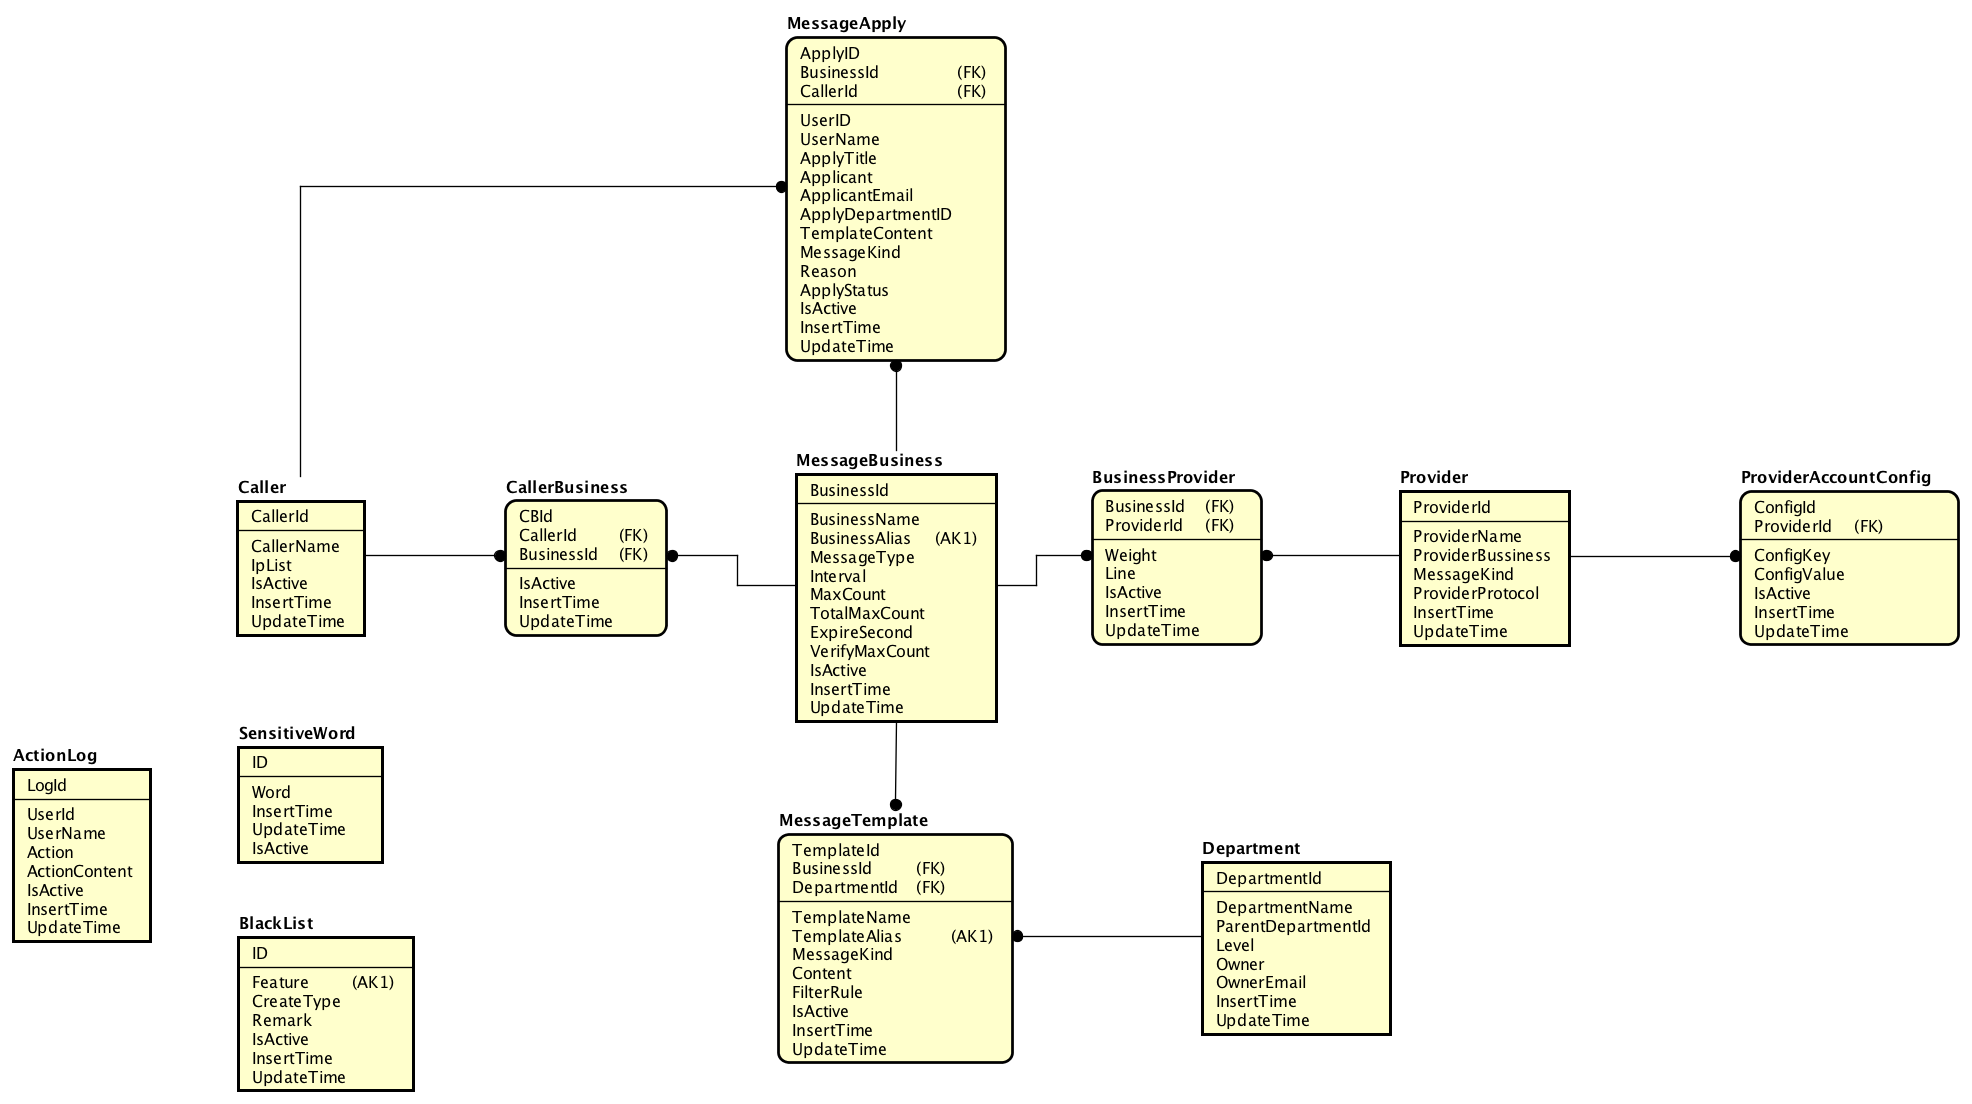 MessageApply
ApplyID
BusinessId (FK)
CallerId (FK)
UserID
UserName
ApplyTitle
Applicant
ApplicantEmail
ApplyDepartmentID
TemplateContent
MessageKind
Reason
ApplyStatus
IsActive
InsertTime
UpdateTime
Caller
CallerId
CallerName
IpList
IsActive
InsertTime
UpdateTime
CallerBusiness
CBId
CallerId (FK)
BusinessId (FK)
IsActive
InsertTime
UpdateTime
MessageBusiness
BusinessId
BusinessName
BusinessAlias (AK1)
MessageType
Interval
MaxCount
TotalMaxCount
ExpireSecond
VerifyMaxCount
IsActive
InsertTime
UpdateTime
BusinessProvider
BusinessId (FK)
ProviderId (FK)
Weight
Line
IsActive
InsertTime
UpdateTime
Provider
ProviderId
ProviderName
ProviderBussiness
MessageKind
ProviderProtocol
InsertTime
UpdateTime
ProviderAccountConfig
ConfigId
ProviderId (FK)
ConfigKey
ConfigValue
IsActive
InsertTime
UpdateTime
ActionLog
LogId
UserId
UserName
Action
ActionContent
IsActive
InsertTime
UpdateTime
SensitiveWord
ID
Word
InsertTime
UpdateTime
IsActive
BlackList
ID
Feature (AK1)
CreateType
Remark
IsActive
InsertTime
UpdateTime
MessageTemplate
TemplateId
BusinessId (FK)
DepartmentId (FK)
TemplateName
TemplateAlias (AK1)
MessageKind
Content
FilterRule
IsActive
InsertTime
UpdateTime
Department
DepartmentId
DepartmentName
ParentDepartmentId
Level
Owner
OwnerEmail
InsertTime
UpdateTime